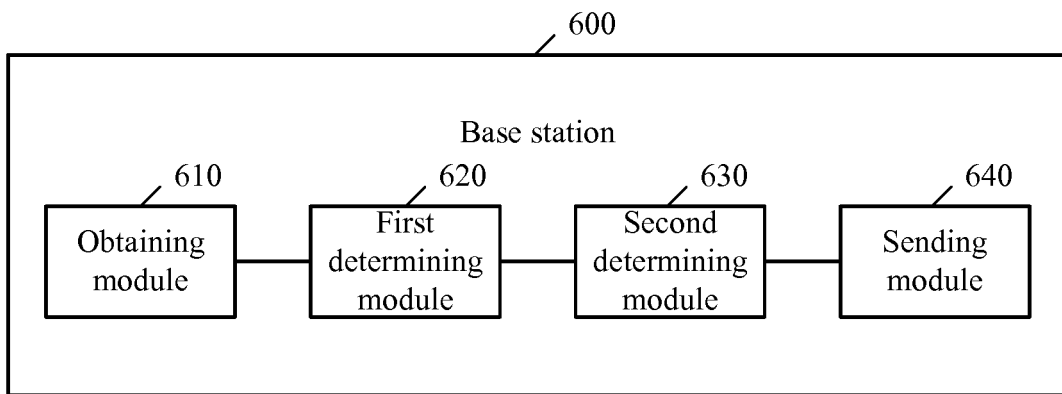 600
Base station
610
620
630
640
Obtaining
module
First
determining
module
Second
determining
module
Sending
module